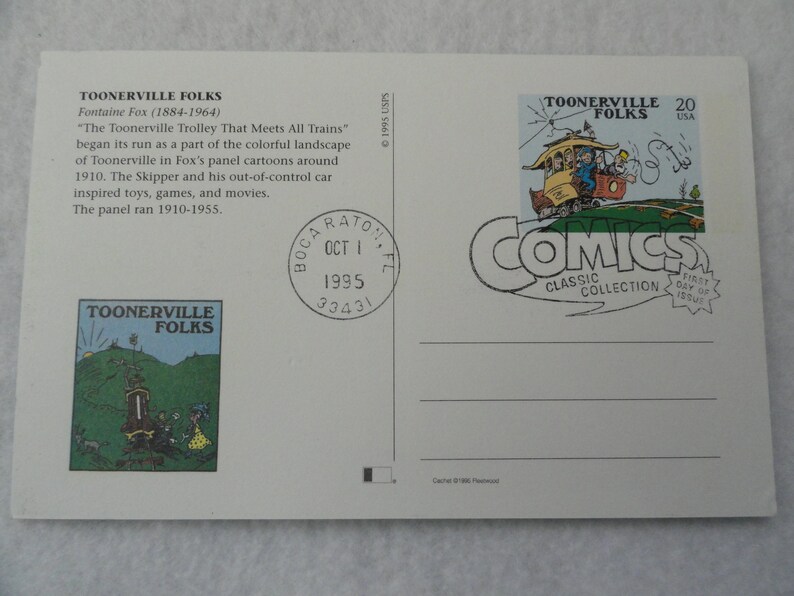 TOONERVILLE FOLKS
Fontaine Fox (1884-1964)
"The Toonerville Trolley That Meets All Trains"
began its run as a part of the colorful landscape
of Toonerville in Fox's panel cartoons around
1910. The Skipper and his out-of-control car
inspired toys, games, and movies.
The panel ran 1910-1955.
© 1995 USPS
TOONERVILLE
FOLKS
20
USA
BOCA RATON, FL
OCT 1
1995
33431
COMICS
CLASSIC
COLLECTION
FIRST
DAY OF
ISSUE
TOONERVILLE
FOLKS
Cachet ©1995 Fleetwood